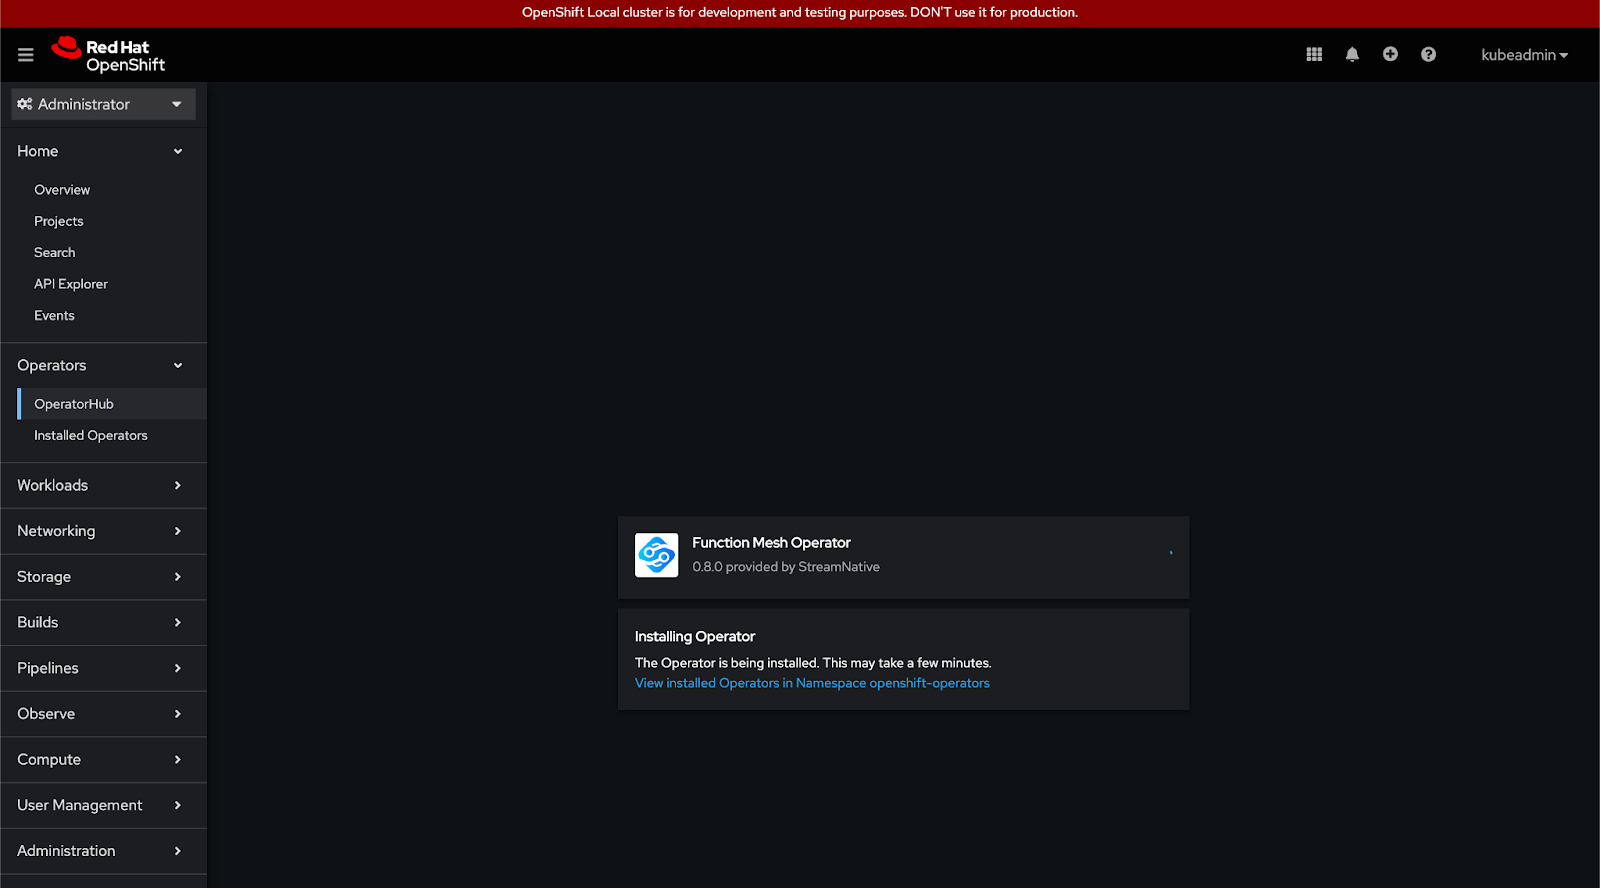 OpenShift Local cluster is for development and testing purposes. DON'T use it for production.
Red Hat
OpenShift
kubeadmin
Administrator
Home
Overview
Projects
Search
API Explorer
Events
Operators
OperatorHub
Installed Operators
Workloads
Networking
Storage
Builds
Pipelines
Observe
Compute
User Management
Administration
Function Mesh Operator
0.8.0 provided by StreamNative
Installing Operator
The Operator is being installed. This may take a few minutes.
View installed Operators in Namespace openshift-operators